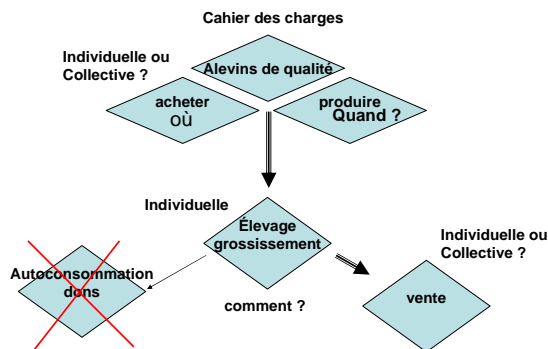 Cahier des charges
Individuelle ou
Collective ?
Alevins de qualité
acheter
où
produire
Quand ?
Individuelle
Élevage
grossissement
Individuelle ou
Collective ?
Autoconsommation
dons
comment ?
vente